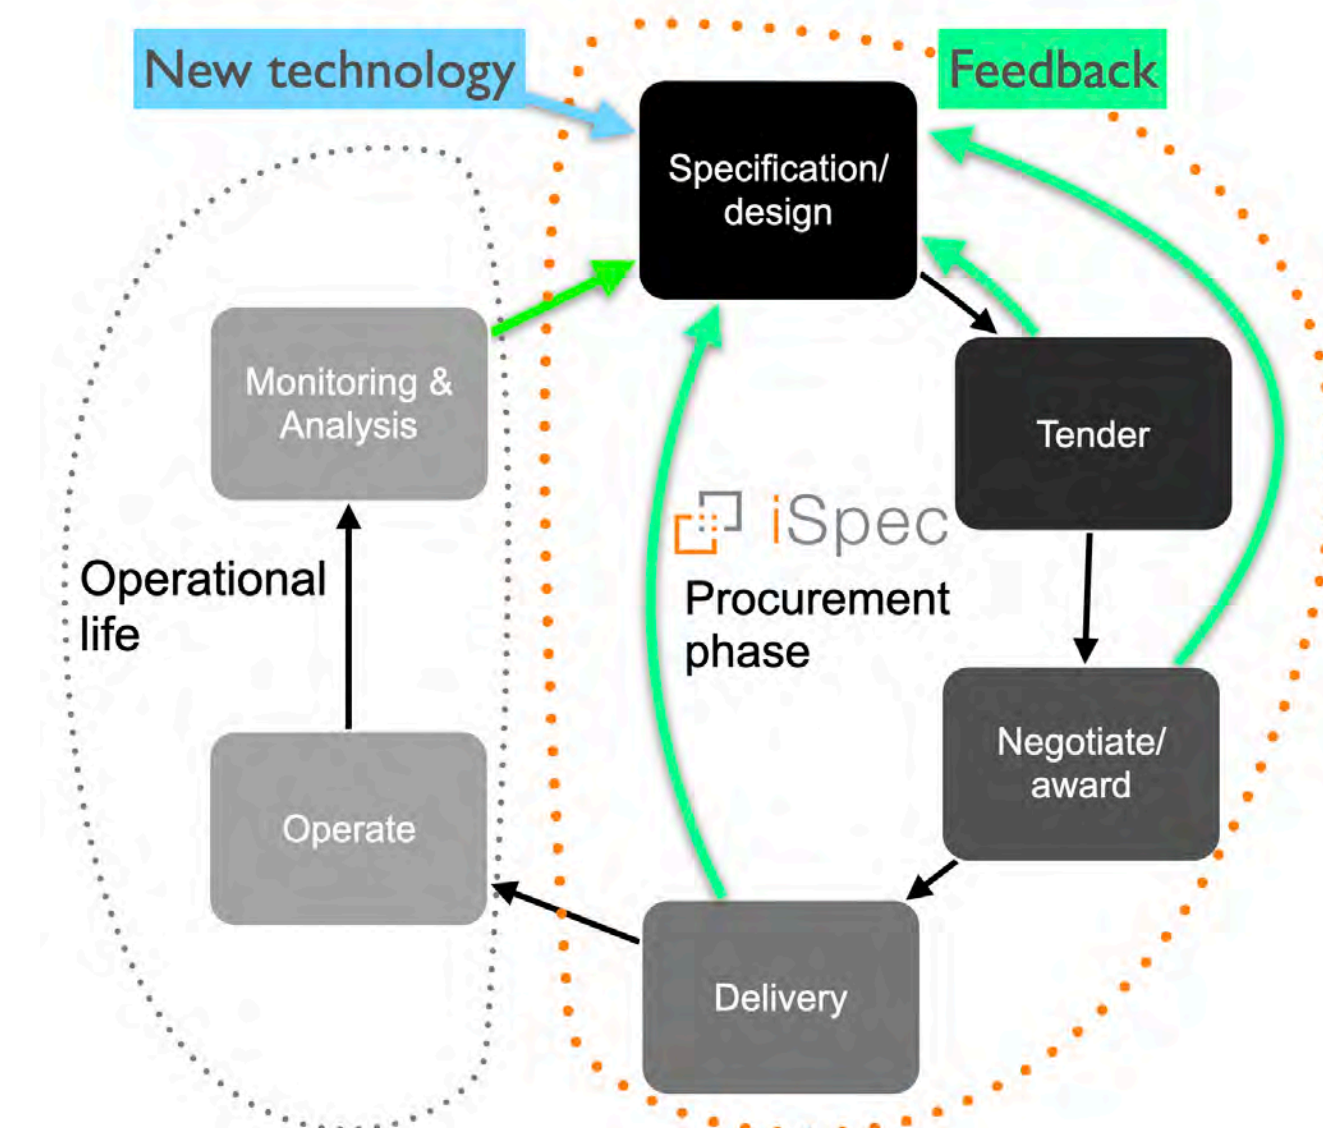 New technology
Feedback
Specification/
design
Monitoring &
Analysis
Tender
iSpec
Operational
life
Procurement
phase
Negotiate/
award
Operate
Delivery